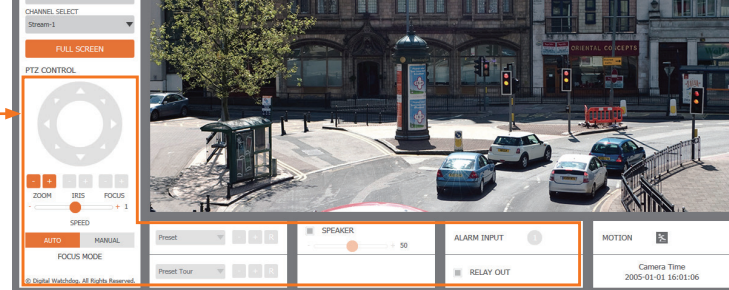 CHANNEL SELECT
Stream-1
FULL SCREEN
PTZ CONTROL
- + - + - +
ZOOM IRIS FOCUS
- + 1
SPEED
AUTO MANUAL
FOCUS MODE
© Digital Watchdog, All Rights Reserved.
Preset - + R
Preset Tour - + R
SPEAKER
- + 50
ALARM INPUT 1
RELAY OUT
MOTION
Camera Time
2005-01-01 16:01:06
ORIENTAL CONCEPTS